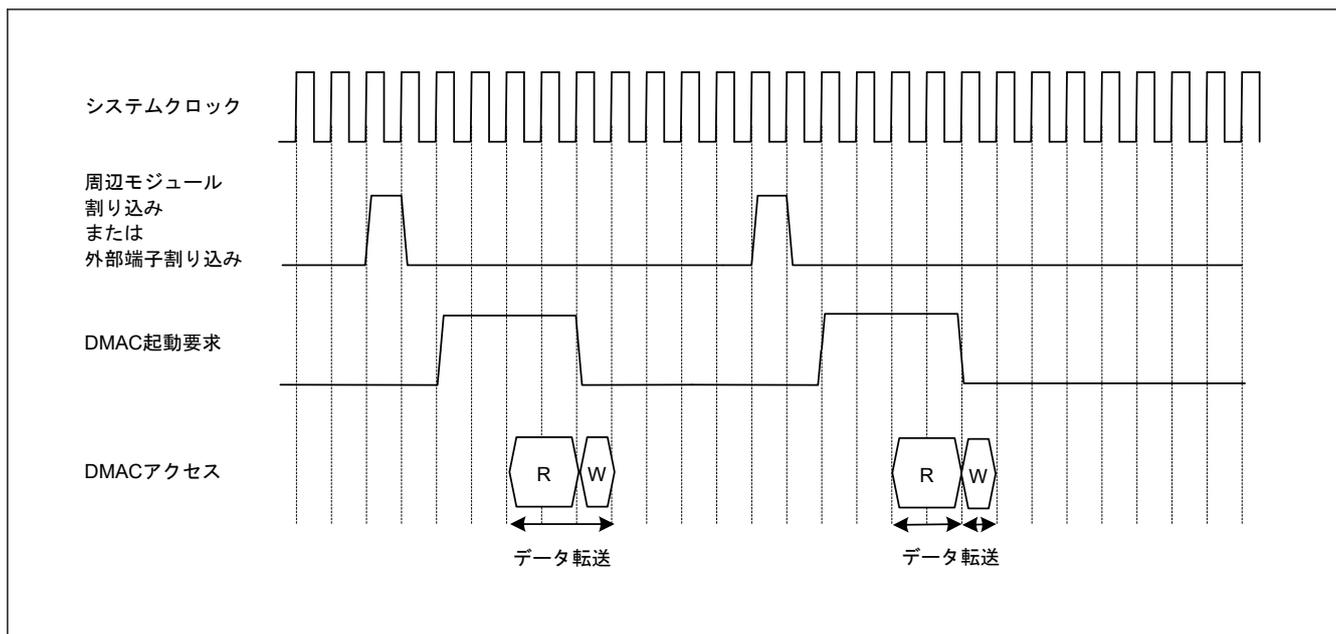 システムクロック
周辺モジュール
割り込み
または
外部端子割り込み
DMAC起動要求
DMACアクセス
R
W
R
W
データ転送
データ転送